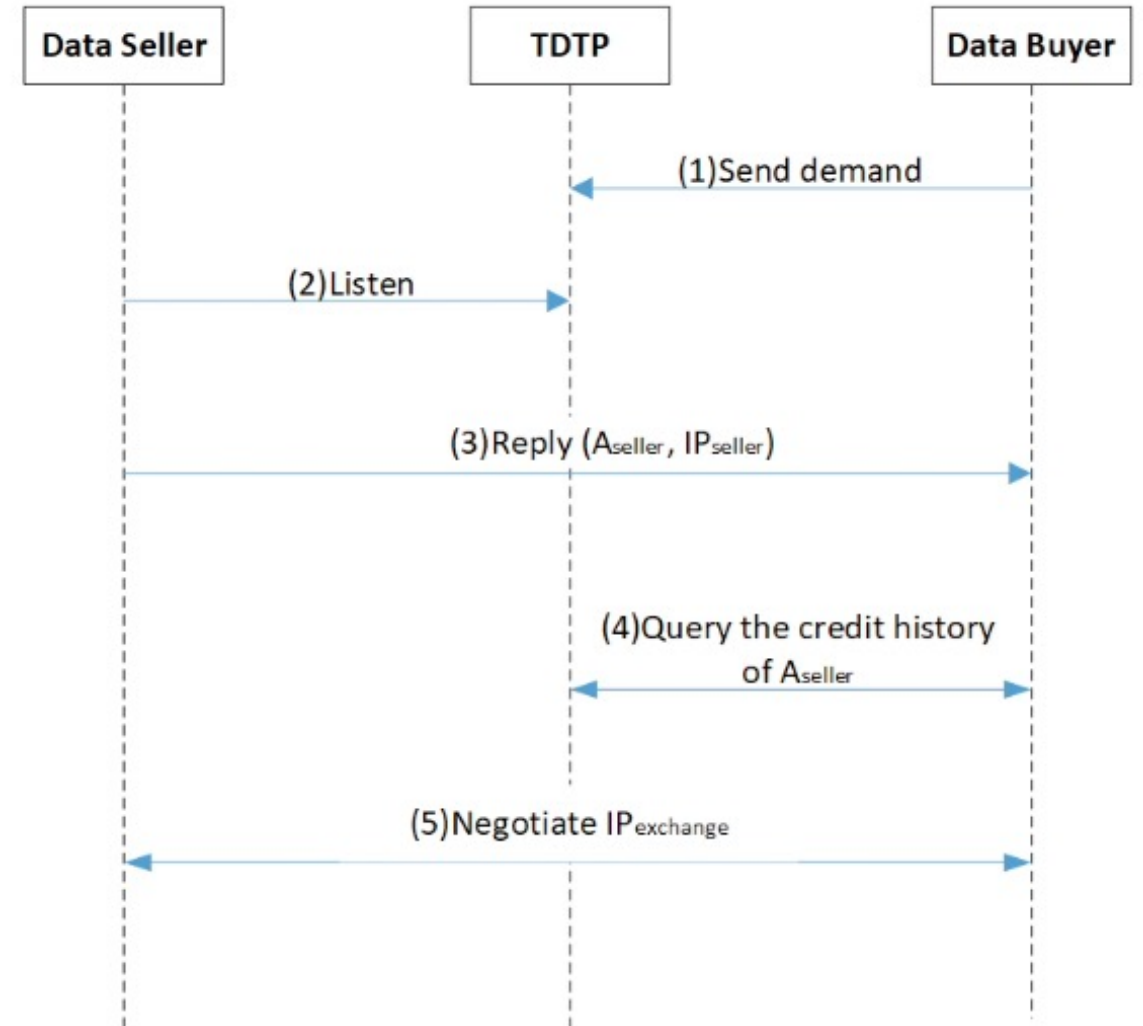 Data Seller
TDTP
Data Buyer
(1)Send demand
(2)Listen
(3)Reply (Aseller, IPseller)
(4)Query the credit history
of Aseller
(5)Negotiate IPexchange